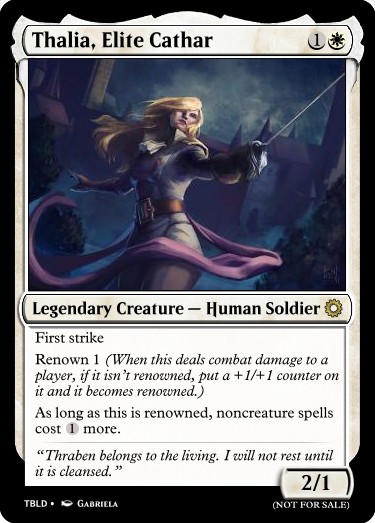 Thalia, Elite Cathar 1
Legendary Creature — Human Soldier
First strike
Renown 1 (When this deals combat damage to a
player, if it isn't renowned, put a +1/+1 counter on
it and it becomes renowned.)
As long as this is renowned, noncreature spells
cost 1 more.
“Thraben belongs to the living. I will not rest until
it is cleansed.”
2/1
TBLD • Gabriela
(NOT FOR SALE)